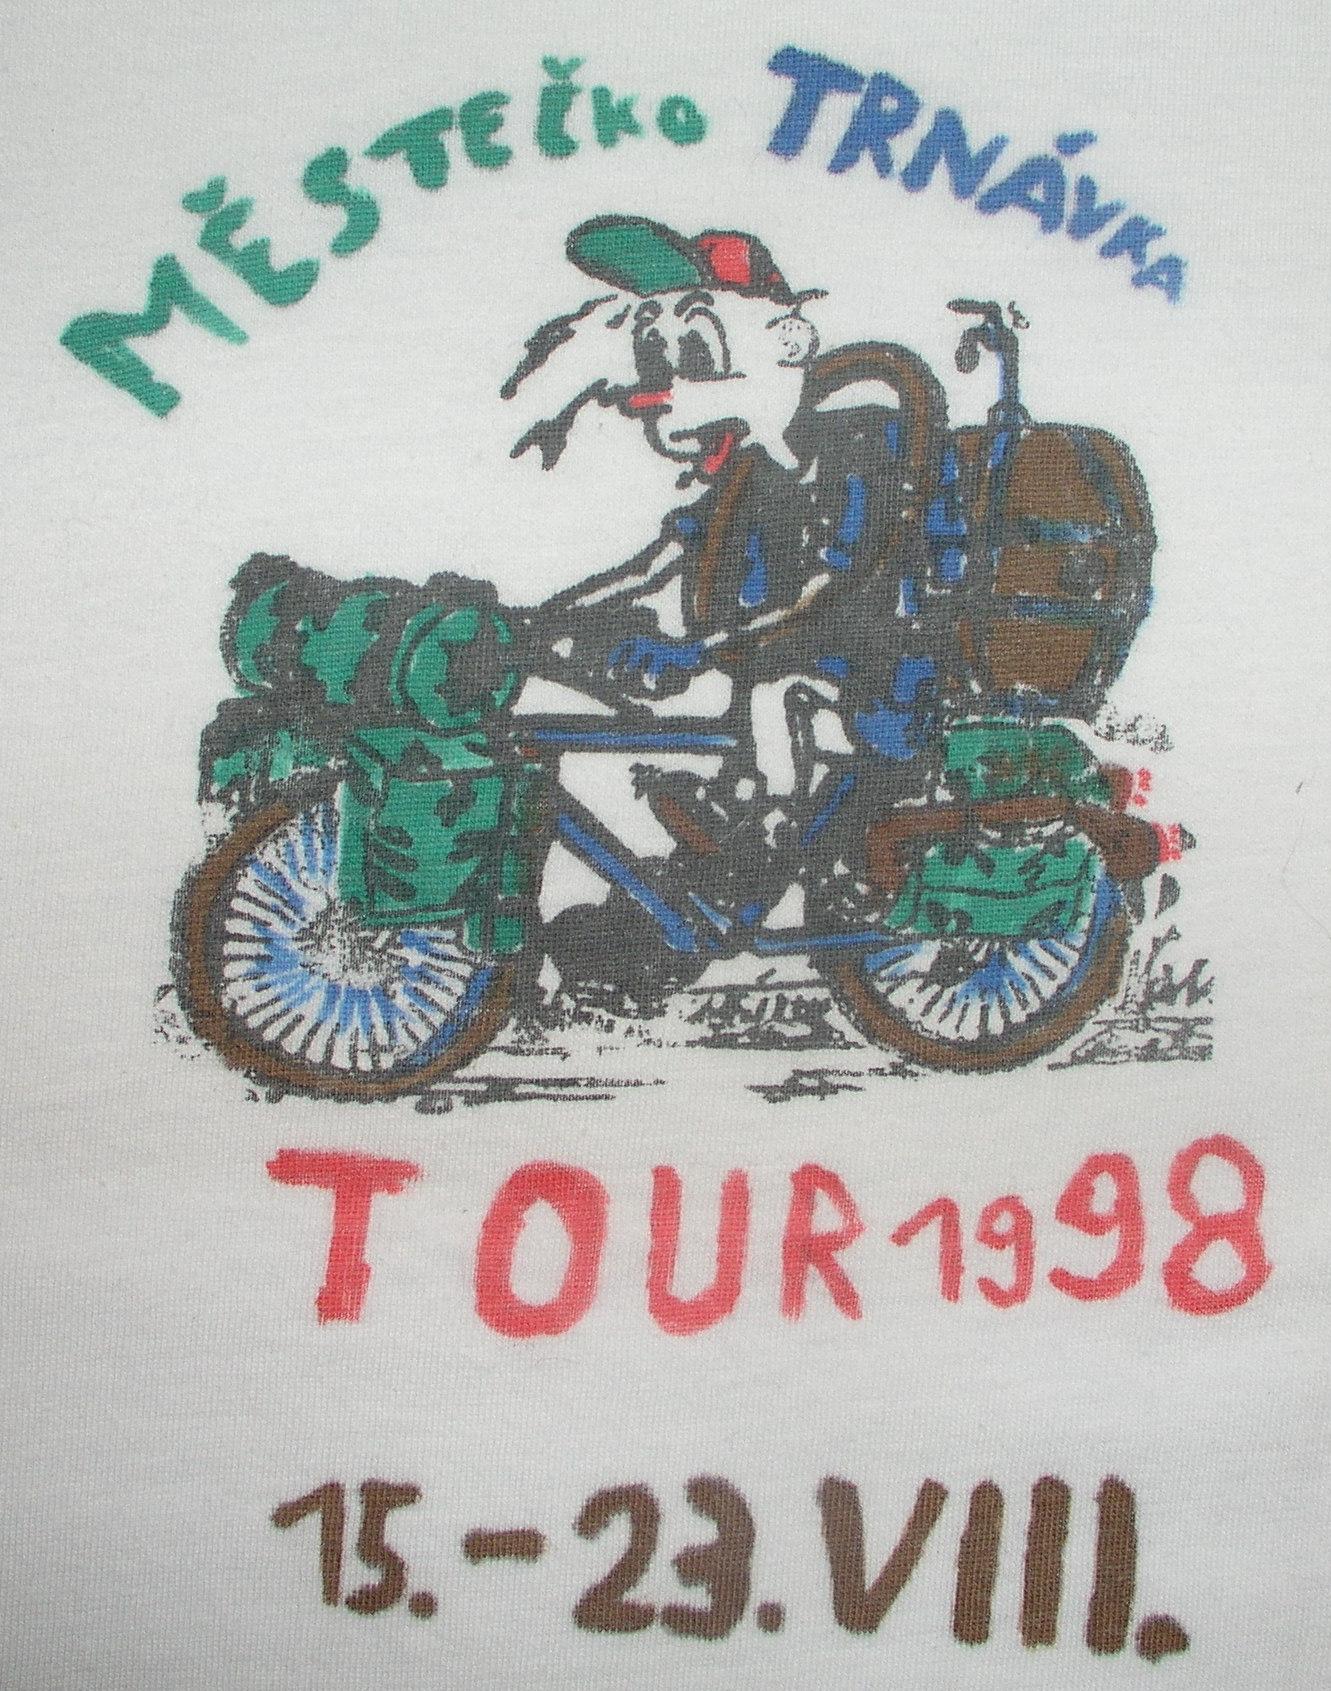 MĚSTEČKO TRNÁVKA
TOUR 1998
15.-23.VIII.